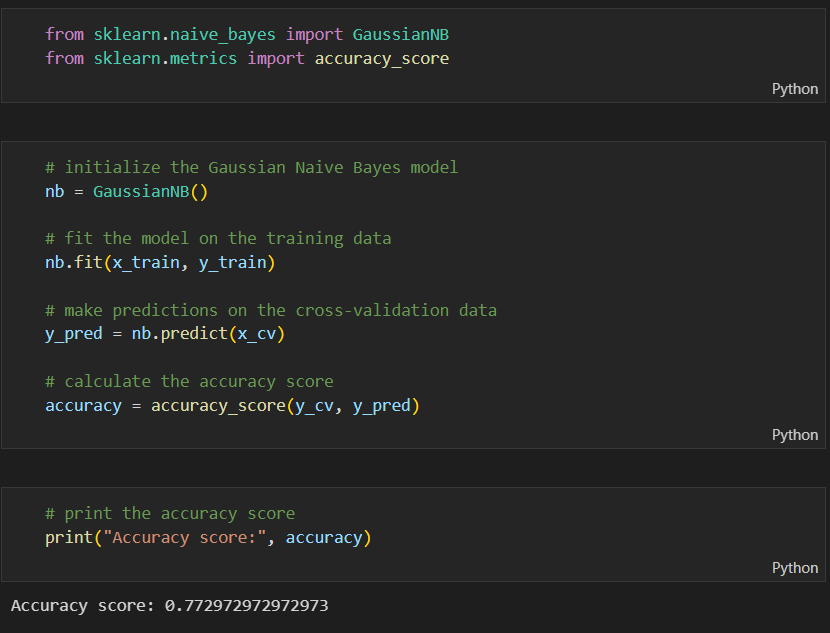 from sklearn.naive_bayes import GaussianNB
from sklearn.metrics import accuracy_score
Python
# initialize the Gaussian Naive Bayes model
nb = GaussianNB()
# fit the model on the training data
nb.fit(x_train, y_train)
# make predictions on the cross-validation data
y_pred = nb.predict(x_cv)
# calculate the accuracy score
accuracy = accuracy_score(y_cv, y_pred)
Python
# print the accuracy score
print("Accuracy score:", accuracy)
Python
Accuracy score: 0.772972972972973